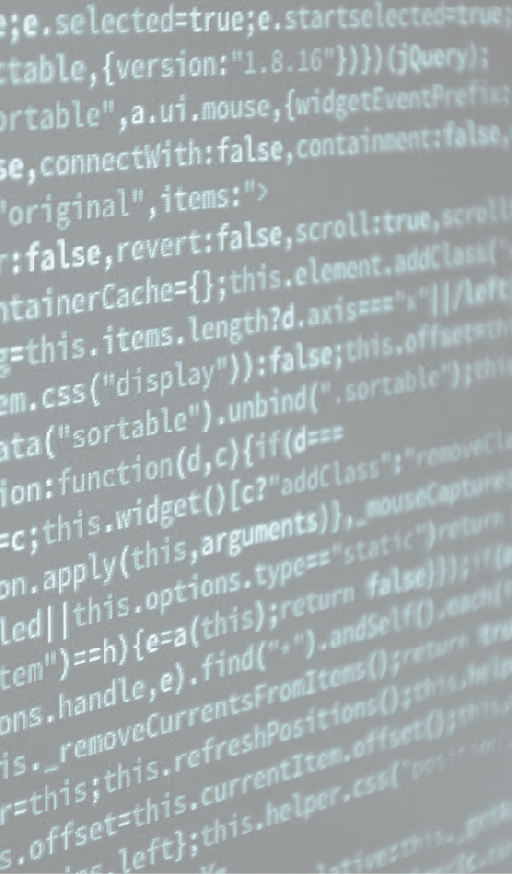 e;e.selected=true;e.startselected=true;
ctable,{version:"1.8.16"})})(jQuery);
ortable",a.ui.mouse,{widgetEventPrefix:
se,connectWith:false,containment:false,
"original",items:">
r:false,revert:false,scroll:true,scroll
ntainerCache={};this.element.addClass("
g=this.items.length?d.axis==="x"||/left
em.css("display")):false;this.offset=th
ata("sortable").unbind(".sortable");thi
ion:function(d,c){if(d===
=c;this.widget()[c?"addClass":"removeCl
on.apply(this,arguments)},_mouseCapture
led||this.options.type=="static")return
tem")==h){e=a(this);return false}});if(
ons.handle,e).find("*").andSelf().each(
is._removeCurrentsFromItems();return tru
r=this;this.refreshPositions();this.help
s.offset=this.currentItem.offset();this.
left};this.helper.css("position"
lative:this._